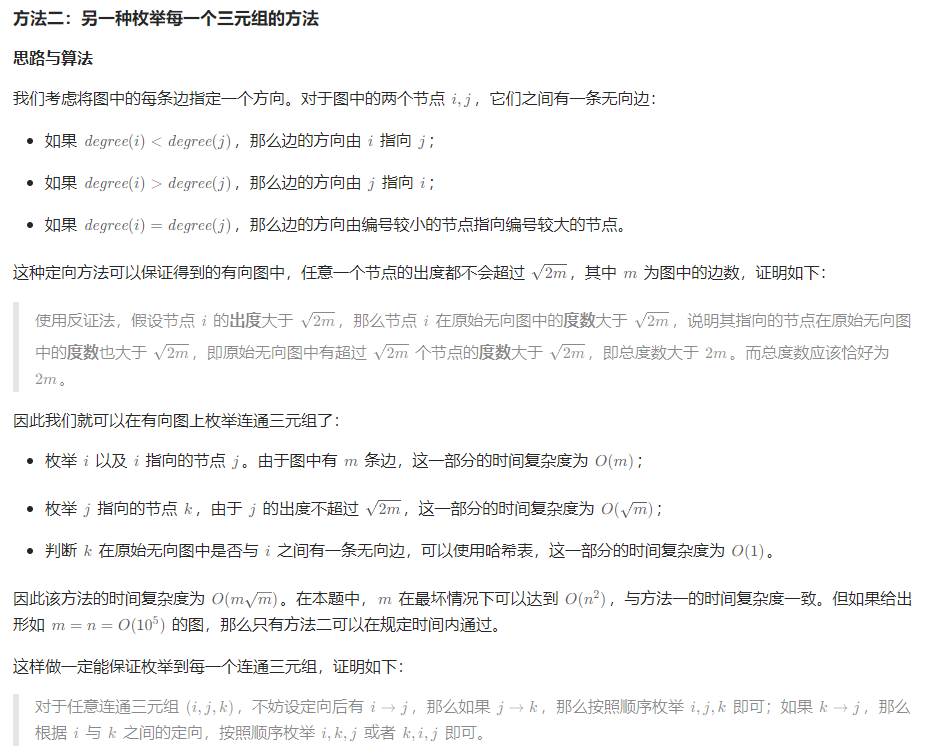 方法二：另一种枚举每一个三元组的方法
思路与算法
我们考虑将图中的每条边指定一个方向。对于图中的两个节点 i, j，它们之间有一条无向边：
• 如果 degree(i) < degree(j)，那么边的方向由 i 指向 j；
• 如果 degree(i) > degree(j)，那么边的方向由 j 指向 i；
• 如果 degree(i) = degree(j)，那么边的方向由编号较小的节点指向编号较大的节点。
这种定向方法可以保证得到的有向图中，任意一个节点的出度都不会超过 √2m，其中 m 为图中的边数，证明如下：
使用反证法，假设节点 i 的出度大于 √2m，那么节点 i 在原始无向图中的度数大于 √2m，说明其指向的节点在原始无向图
中的度数也大于 √2m，即原始无向图中有超过 √2m 个节点的度数大于 √2m，即总度数大于 2m。而总度数应该恰好为
2m。
因此我们就可以在有向图上枚举连通三元组了：
• 枚举 i 以及 i 指向的节点 j。由于图中有 m 条边，这一部分的时间复杂度为 O(m)；
• 枚举 j 指向的节点 k，由于 j 的出度不超过 √2m，这一部分的时间复杂度为 O(√m)；
• 判断 k 在原始无向图中是否与 i 之间有一条无向边，可以使用哈希表，这一部分的时间复杂度为 O(1)。
因此该方法的时间复杂度为 O(m√m)。在本题中，m 在最坏情况下可以达到 O(n²)，与方法一的时间复杂度一致。但如果给出
形如 m = n = O(10⁵) 的图，那么只有方法二可以在规定时间内通过。
这样做一定能保证枚举到每一个连通三元组，证明如下：
对于任意连通三元组 (i, j, k)，不妨设定向后有 i → j，那么如果 j → k，那么按照顺序枚举 i, j, k 即可；如果 k → j，那么
根据 i 与 k 之间的定向，按照顺序枚举 i, k, j 或者 k, i, j 即可。